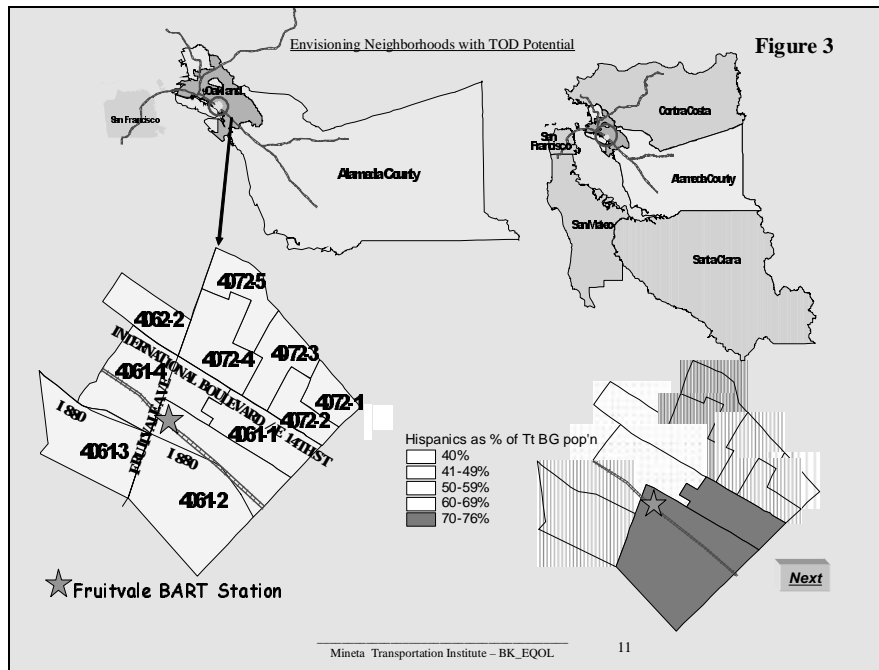 Envisioning Neighborhoods with TOD Potential
Figure 3
Oakland
San Francisco
Alameda County
Contra Costa
San
Francisco
Alameda County
San Mateo
Santa Clara
4072-5
4062-2
4072-4
4072-3
4061-4
INTERNATIONAL BOULEVARD /E 14TH ST
4072-1
4072-2
4061-1
I 880
FRUITVALE AVE
4061-3
I 880
4061-2
Hispanics as % of Tt BG pop'n
40%
41-49%
50-59%
60-69%
70-76%
Fruitvale BART Station
Next
Mineta Transportation Institute – BK_EQOL
11